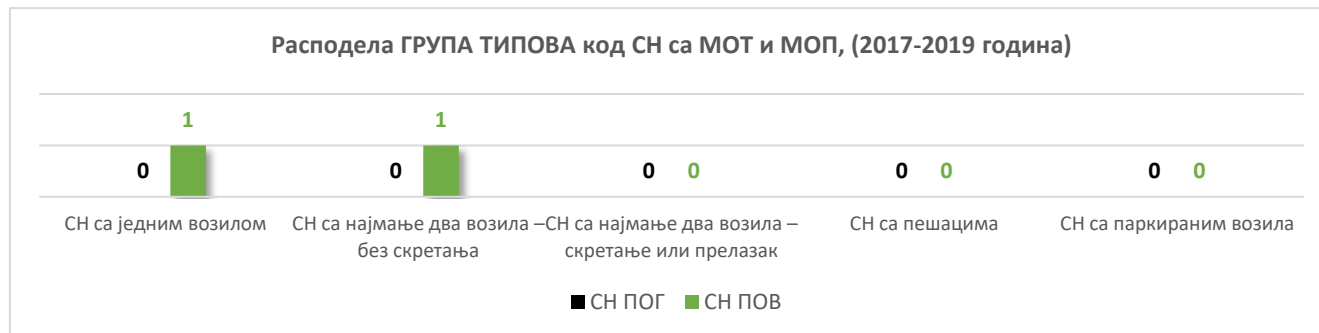 Расподела ГРУПА ТИПОВА код СН са МОТ и МОП, (2017-2019 година)
1 1
0 0 0 0 0 0 0 0
СН са једним возилом СН са најмање два возила –СН са најмање два возила – СН са пешацима СН са паркираним возила
без скретања скретање или прелазак
СН ПОГ СН ПОВ